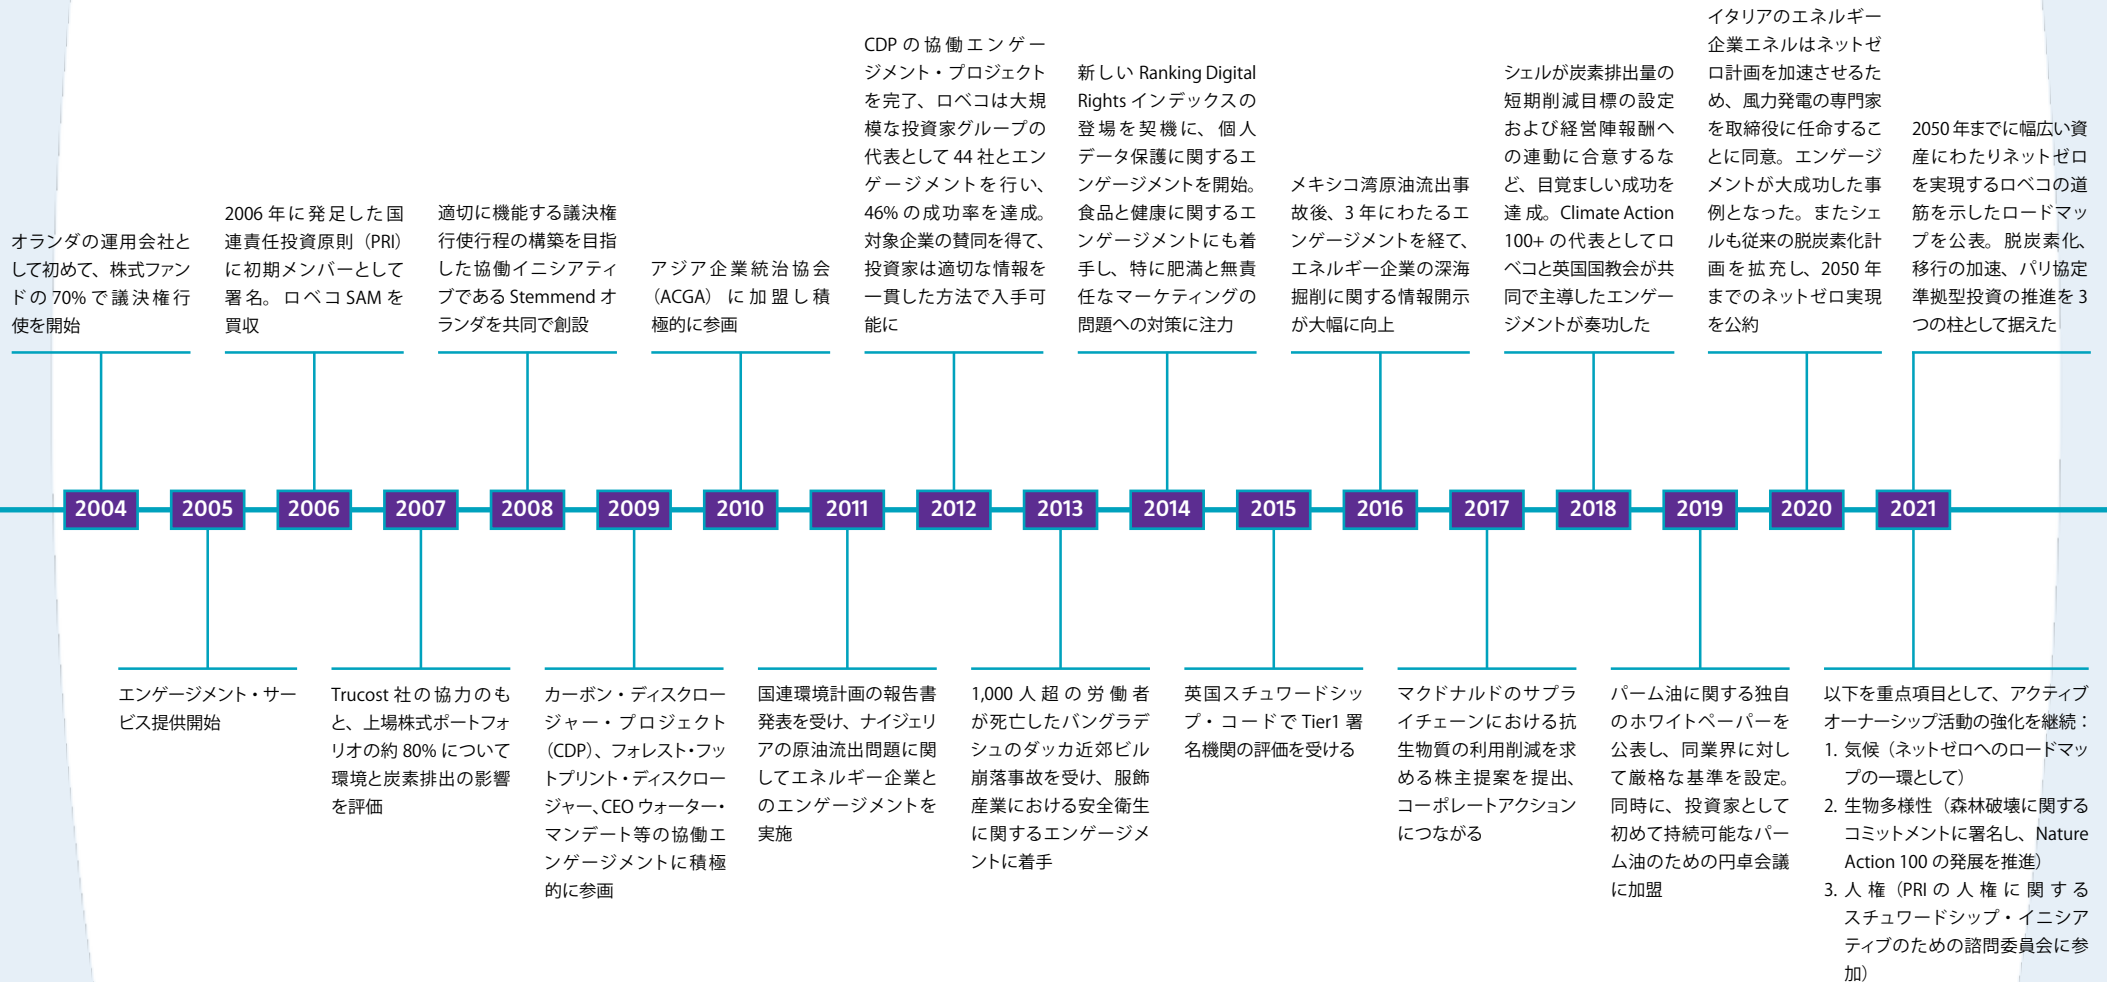 オランダの運用会社と
して初めて、株式ファン
ドの 70% で議決権行
使を開始
2006 年に発足した国
連責任投資原則（PRI）
に初期メンバーとして
署名。ロベコ SAM を
買収
適切に機能する議決権
行使行程の構築を目指
した協働イニシアティ
ブである Stemmend オ
ランダを共同で創設
アジア企業統治協会
（ACGA）に加盟し積
極的に参画
CDP の協働エンゲー
ジメント・プロジェクト
を完了、ロベコは大規
模な投資家グループの
代表として 44 社とエン
ゲージメントを行い、
46% の成功率を達成。
対象企業の賛同を得て、
投資家は適切な情報を
一貫した方法で入手可
能に
新しい Ranking Digital
Rights インデックスの
登場を契機に、個人
データ保護に関するエ
ンゲージメントを開始。
食品と健康に関するエ
ンゲージメントにも着
手し、特に肥満と無責
任なマーケティングの
問題への対策に注力
メキシコ湾原油流出事
故後、3 年にわたるエ
ンゲージメントを経て、
エネルギー企業の深海
掘削に関する情報開示
が大幅に向上
シェルが炭素排出量の
短期削減目標の設定
および経営陣報酬へ
の連動に合意するな
ど、目覚ましい成功を
達成。Climate Action
100+ の代表としてロ
ベコと英国国教会が共
同で主導したエンゲー
ジメントが奏功した
イタリアのエネルギー
企業エネルはネットゼ
ロ計画を加速させるた
め、風力発電の専門家
を取締役に任命するこ
とに同意。エンゲージ
メントが大成功した事
例となった。またシェ
ルも従来の脱炭素化計
画を拡充し、2050 年
までのネットゼロ実現
を公約
2050 年までに幅広い資
産にわたりネットゼロ
を実現するロベコの道
筋を示したロードマッ
プを公表。脱炭素化、
移行の加速、パリ協定
準拠型投資の推進を 3
つの柱として据えた
2004
2005
2006
2007
2008
2009
2010
2011
2012
2013
2014
2015
2016
2017
2018
2019
2020
2021
エンゲージメント・サー
ビス提供開始
Trucost 社の協力のも
と、上場株式ポートフォ
リオの約 80% について
環境と炭素排出の影響
を評価
カーボン・ディスクロー
ジャー・プロジェクト
（CDP）、フォレスト・フッ
トプリント・ディスクロー
ジャー、CEO ウォーター・
マンデート等の協働エ
ンゲージメントに積極
的に参画
国連環境計画の報告書
発表を受け、ナイジェリ
アの原油流出問題に関
してエネルギー企業と
のエンゲージメントを
実施
1,000 人超の労働者
が死亡したバングラデ
シュのダッカ近郊ビル
崩落事故を受け、服飾
産業における安全衛生
に関するエンゲージメ
ントに着手
英国スチュワードシッ
プ・コードで Tier1 署
名機関の評価を受ける
マクドナルドのサプラ
イチェーンにおける抗
生物質の利用削減を求
める株主提案を提出、
コーポレートアクション
につながる
パーム油に関する独自
のホワイトペーパーを
公表し、同業界に対し
て厳格な基準を設定。
同時に、投資家として
初めて持続可能なパー
ム油のための円卓会議
に加盟
以下を重点項目として、アクティブ
オーナーシップ活動の強化を継続：
1. 気候（ネットゼロへのロードマッ
プの一環として）
2. 生物多様性（森林破壊に関する
コミットメントに署名し、Nature
Action 100 の発展を推進）
3. 人権（PRI の人権に関する
スチュワードシップ・イニシア
ティブのための諮問委員会に参
加）